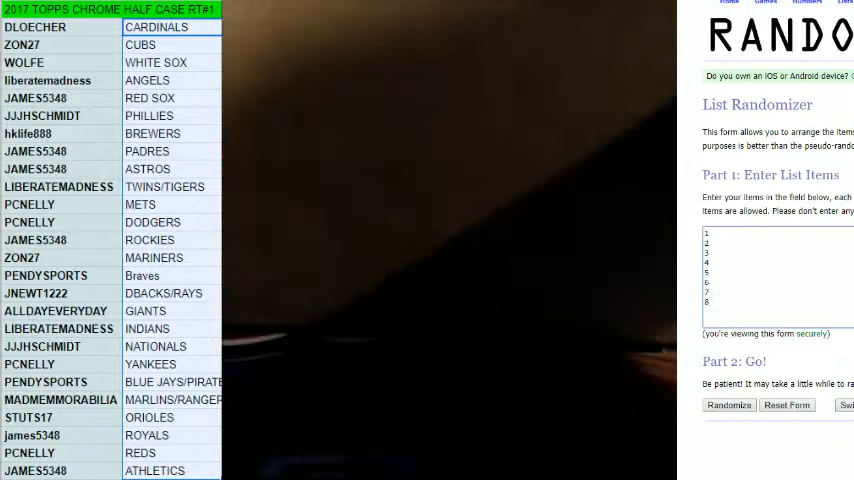 2017 TOPPS CHROME HALF CASE RT#1
DLOECHER CARDINALS
ZON27 CUBS
WOLFE WHITE SOX
liberatemadness ANGELS
JAMES5348 RED SOX
JJJHSCHMIDT PHILLIES
hklife888 BREWERS
JAMES5348 PADRES
JAMES5348 ASTROS
LIBERATEMADNESS TWINS/TIGERS
PCNELLY METS
PCNELLY DODGERS
JAMES5348 ROCKIES
ZON27 MARINERS
PENDYSPORTS Braves
JNEWT1222 DBACKS/RAYS
ALLDAYEVERYDAY GIANTS
LIBERATEMADNESS INDIANS
JJJHSCHMIDT NATIONALS
PCNELLY YANKEES
PENDYSPORTS BLUE JAYS/PIRATE
MADMEMMORABILIA MARLINS/RANGER
STUTS17 ORIOLES
james5348 ROYALS
PCNELLY REDS
JAMES5348 ATHLETICS
Home Games Numbers Lists
RANDO
Do you own an iOS or Android device?
List Randomizer
This form allows you to arrange the items
purposes is better than the pseudo-rando
Part 1: Enter List Items
Enter your items in the field below, each
items are allowed. Please don't enter any
1
2
3
4
5
6
7
8
(you're viewing this form securely)
Part 2: Go!
Be patient! It may take a little while to ra
Randomize Reset Form Swi